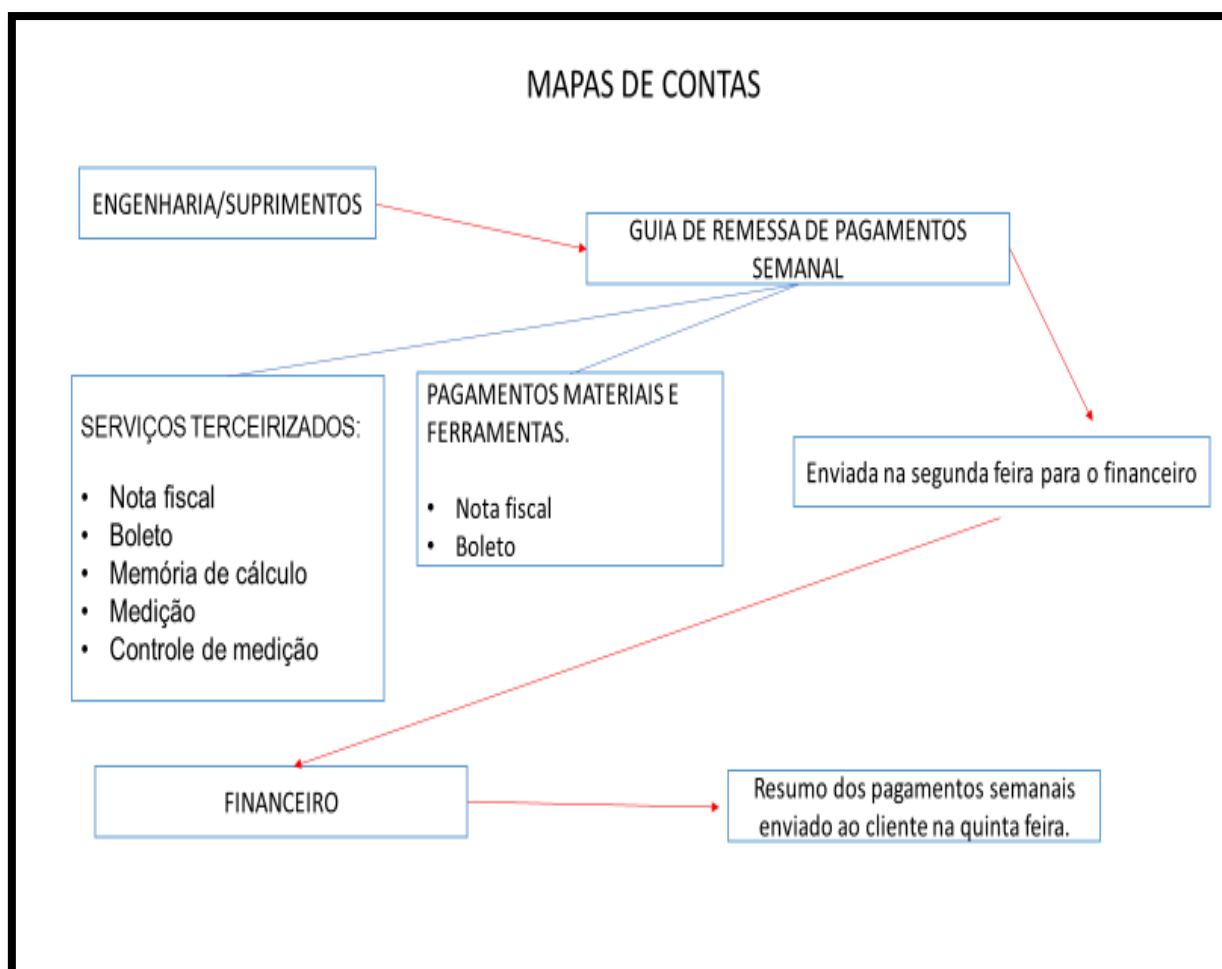 MAPAS DE CONTAS
ENGENHARIA/SUPRIMENTOS
GUIA DE REMESSA DE PAGAMENTOS
SEMANAL
SERVIÇOS TERCEIRIZADOS:
• Nota fiscal
• Boleto
• Memória de cálculo
• Medição
• Controle de medição
PAGAMENTOS MATERIAIS E
FERRAMENTAS.
• Nota fiscal
• Boleto
Enviada na segunda feira para o financeiro
FINANCEIRO
Resumo dos pagamentos semanais
enviado ao cliente na quinta feira.